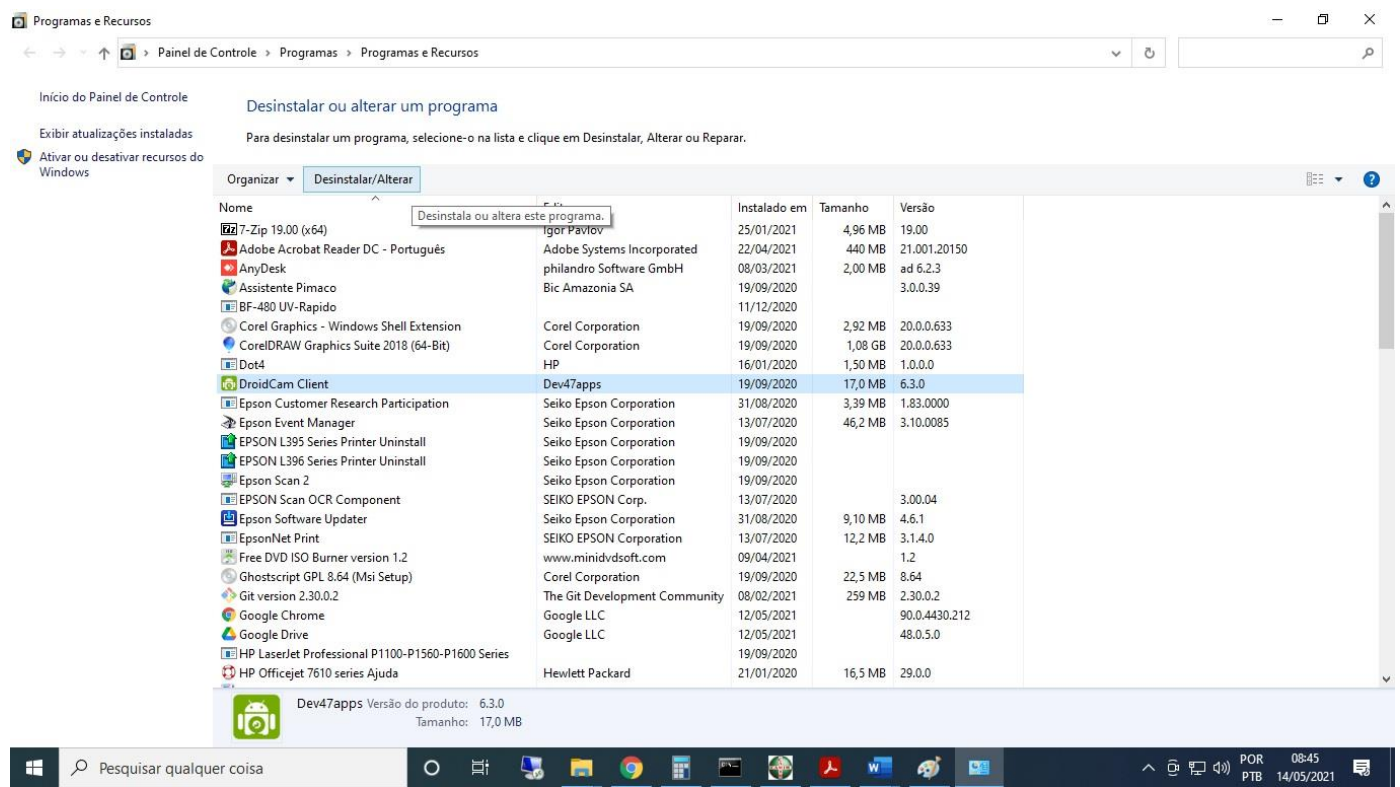 Programas e Recursos
Painel de Controle > Programas > Programas e Recursos
Início do Painel de Controle
Exibir atualizações instaladas
Ativar ou desativar recursos do
Windows
Desinstalar ou alterar um programa
Para desinstalar um programa, selecione-o na lista e clique em Desinstalar, Alterar ou Reparar.
Organizar Desinstalar/Alterar
Nome Instalado em Tamanho Versão
Desinstala ou altera este programa.
7-Zip 19.00 (x64) Igor Pavlov 25/01/2021 4,96 MB 19.00
Adobe Acrobat Reader DC - Português Adobe Systems Incorporated 22/04/2021 440 MB 21.001.20150
AnyDesk philandro Software GmbH 08/03/2021 2,00 MB ad 6.2.3
Assistente Pimaco Bic Amazonia SA 19/09/2020 3.0.0.39
BF-480 UV-Rapido 11/12/2020
Corel Graphics - Windows Shell Extension Corel Corporation 19/09/2020 2,92 MB 20.0.0.633
CorelDRAW Graphics Suite 2018 (64-Bit) Corel Corporation 19/09/2020 1,08 GB 20.0.0.633
Dot4 HP 16/01/2020 1,50 MB 1.0.0.0
DroidCam Client Dev47apps 19/09/2020 17,0 MB 6.3.0
Epson Customer Research Participation Seiko Epson Corporation 31/08/2020 3,39 MB 1.83.0000
Epson Event Manager Seiko Epson Corporation 13/07/2020 46,2 MB 3.10.0085
EPSON L395 Series Printer Uninstall Seiko Epson Corporation 19/09/2020
EPSON L396 Series Printer Uninstall Seiko Epson Corporation 19/09/2020
Epson Scan 2 Seiko Epson Corporation 19/09/2020
EPSON Scan OCR Component SEIKO EPSON Corp. 13/07/2020 3.00.04
Epson Software Updater Seiko Epson Corporation 31/08/2020 9,10 MB 4.6.1
EpsonNet Print SEIKO EPSON Corporation 13/07/2020 12,2 MB 3.1.4.0
Free DVD ISO Burner version 1.2 www.minidvdsoft.com 09/04/2021 1.2
Ghostscript GPL 8.64 (Msi Setup) Corel Corporation 19/09/2020 22,5 MB 8.64
Git version 2.30.0.2 The Git Development Community 08/02/2021 259 MB 2.30.0.2
Google Chrome Google LLC 12/05/2021 90.0.4430.212
Google Drive Google LLC 12/05/2021 48.0.5.0
HP LaserJet Professional P1100-P1560-P1600 Series 19/09/2020
HP Officejet 7610 series Ajuda Hewlett Packard 21/01/2020 16,5 MB 29.0.0
Dev47apps Versão do produto: 6.3.0
Tamanho: 17,0 MB
Pesquisar qualquer coisa
POR 08:45
PTB 14/05/2021